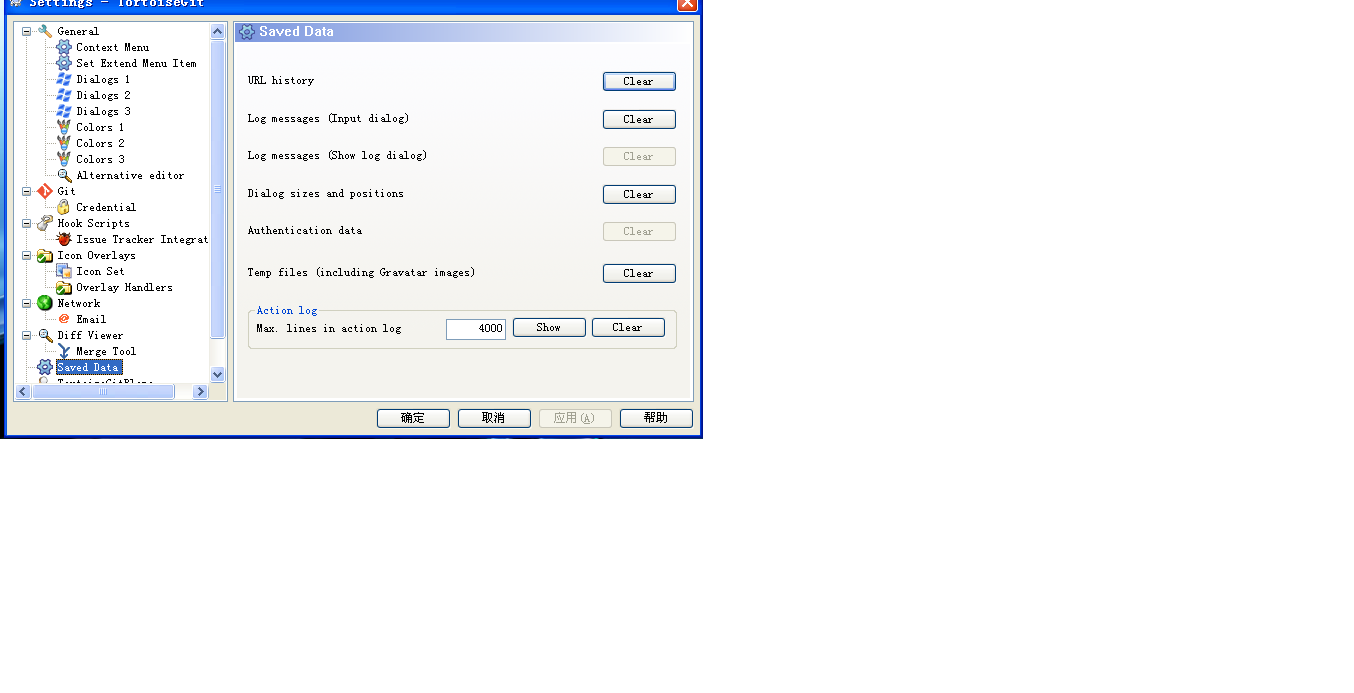 Settings - TortoiseGit
General
Context Menu
Set Extend Menu Item
Dialogs 1
Dialogs 2
Dialogs 3
Colors 1
Colors 2
Colors 3
Alternative editor
Git
Credential
Hook Scripts
Issue Tracker Integrat
Icon Overlays
Icon Set
Overlay Handlers
Network
Email
Diff Viewer
Merge Tool
Saved Data
TortoiseGitBlame
Saved Data
URL history Clear
Log messages (Input dialog) Clear
Log messages (Show log dialog) Clear
Dialog sizes and positions Clear
Authentication data Clear
Temp files (including Gravatar images) Clear
Action log
Max. lines in action log 4000 Show Clear
确定 取消 应用(A) 帮助